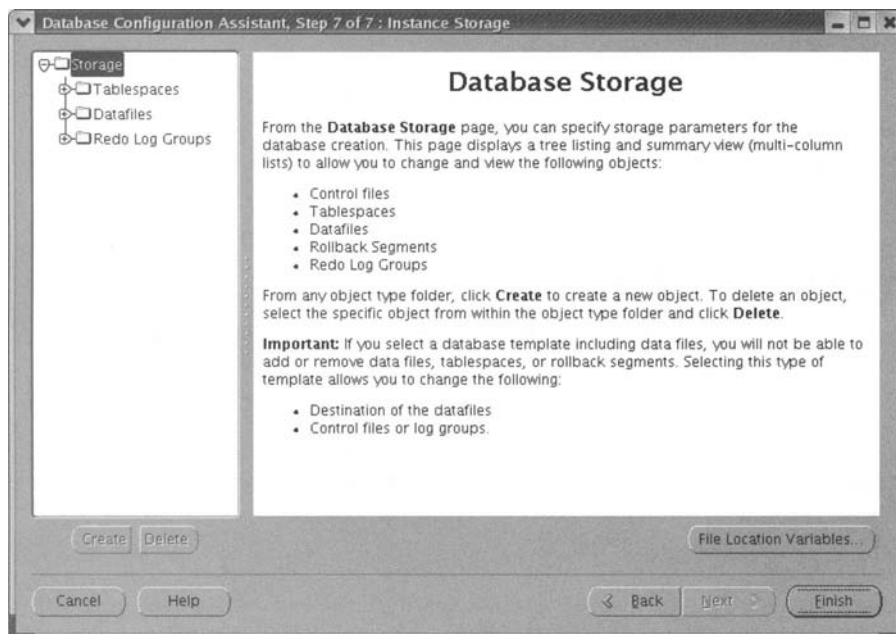 Database Configuration Assistant, Step 7 of 7 : Instance Storage
Storage
Tablespaces
Datafiles
Redo Log Groups
Database Storage
From the Database Storage page, you can specify storage parameters for the
database creation. This page displays a tree listing and summary view (multi-column
lists) to allow you to change and view the following objects:
• Control files
• Tablespaces
• Datafiles
• Rollback Segments
• Redo Log Groups
From any object type folder, click Create to create a new object. To delete an object,
select the specific object from within the object type folder and click Delete.
Important: If you select a database template including data files, you will not be able to
add or remove data files, tablespaces, or rollback segments. Selecting this type of
template allows you to change the following:
• Destination of the datafiles
• Control files or log groups.
Create Delete
File Location Variables...
Cancel Help Back Next Finish